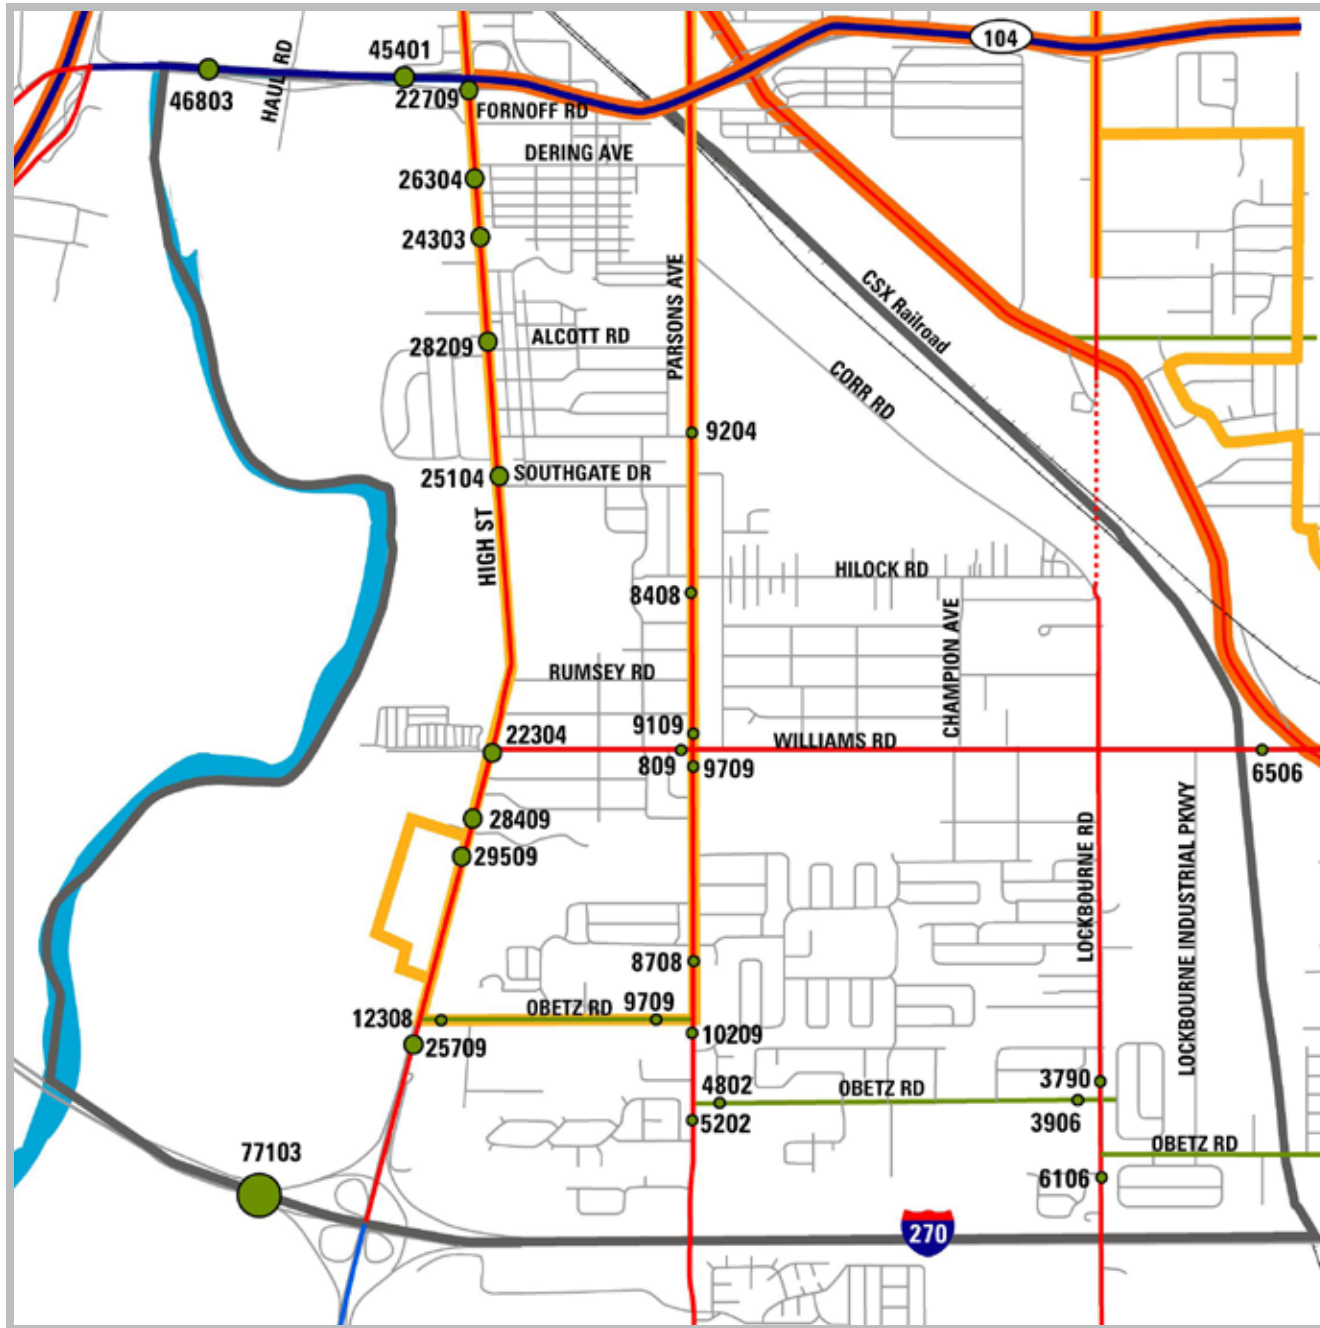 104
45401
46803
HAUL RD
22709
FORNOFF RD
DERING AVE
26304
24303
PARSONS AVE
CSX Railroad
28209
ALCOTT RD
CORR RD
9204
25104
SOUTHGATE DR
HIGH ST
HILOCK RD
8408
CHAMPION AVE
RUMSEY RD
9109
22304
WILLIAMS RD
809
9709
6506
28409
29509
LOCKBOURNE RD
LOCKBOURNE INDUSTRIAL PKWY
8708
12308
OBETZ RD
9709
10209
25709
4802
OBETZ RD
3790
5202
3906
OBETZ RD
77103
6106
270